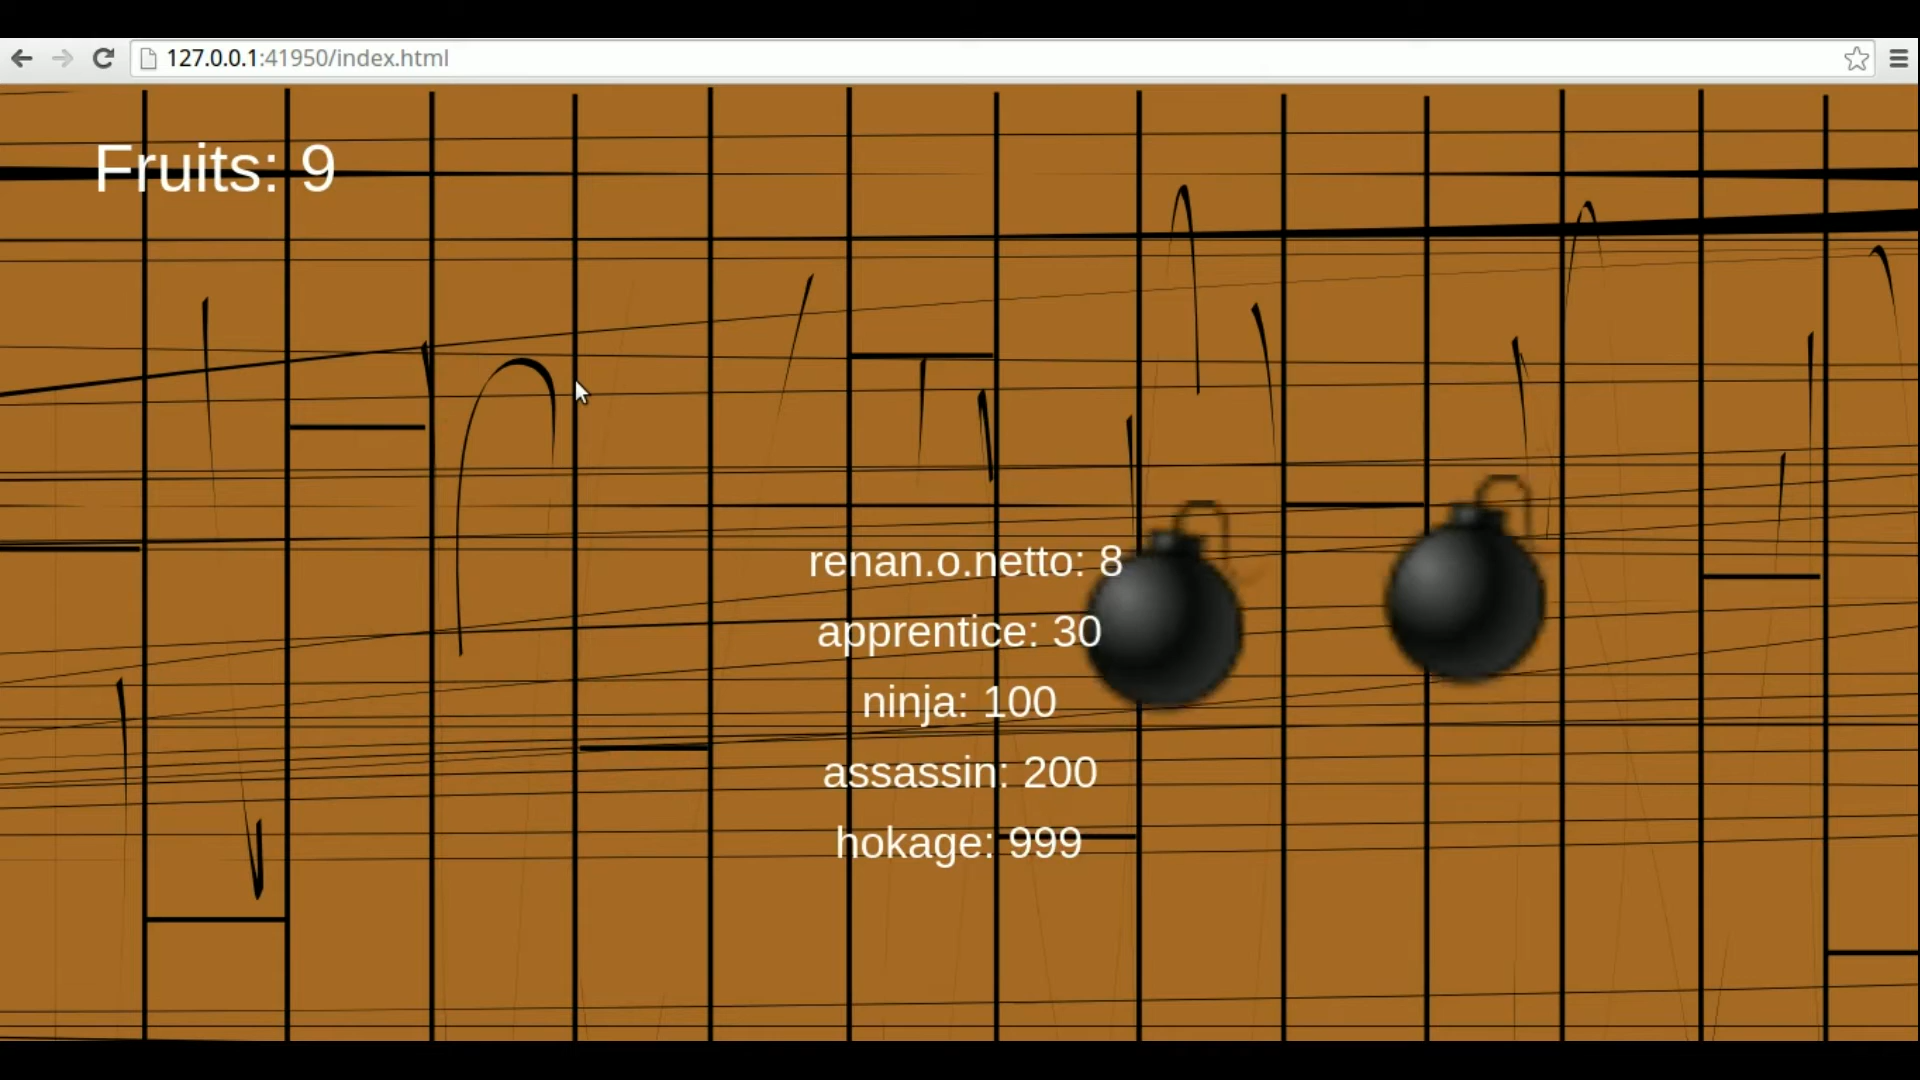 127.0.0.1:41950/index.html
Fruits: 9
renan.o.netto: 8
apprentice: 30
ninja: 100
assassin: 200
hokage: 999